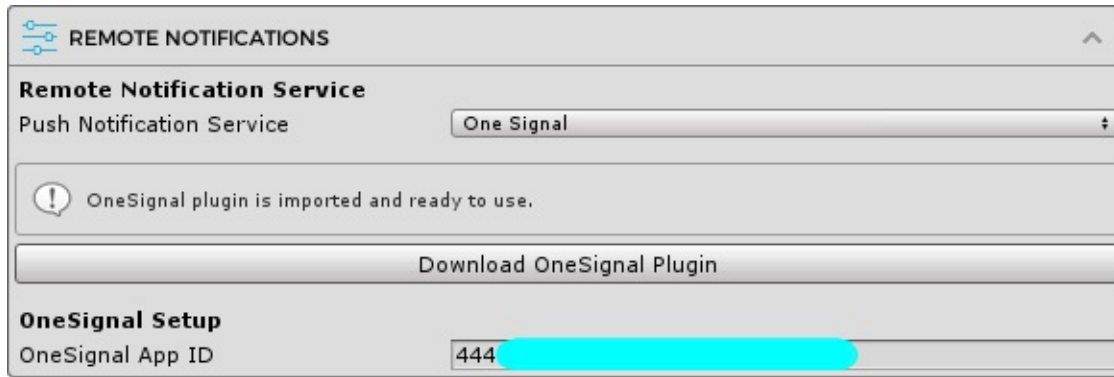 REMOTE NOTIFICATIONS
Remote Notification Service
Push Notification Service One Signal
OneSignal plugin is imported and ready to use.
Download OneSignal Plugin
OneSignal Setup
OneSignal App ID 444